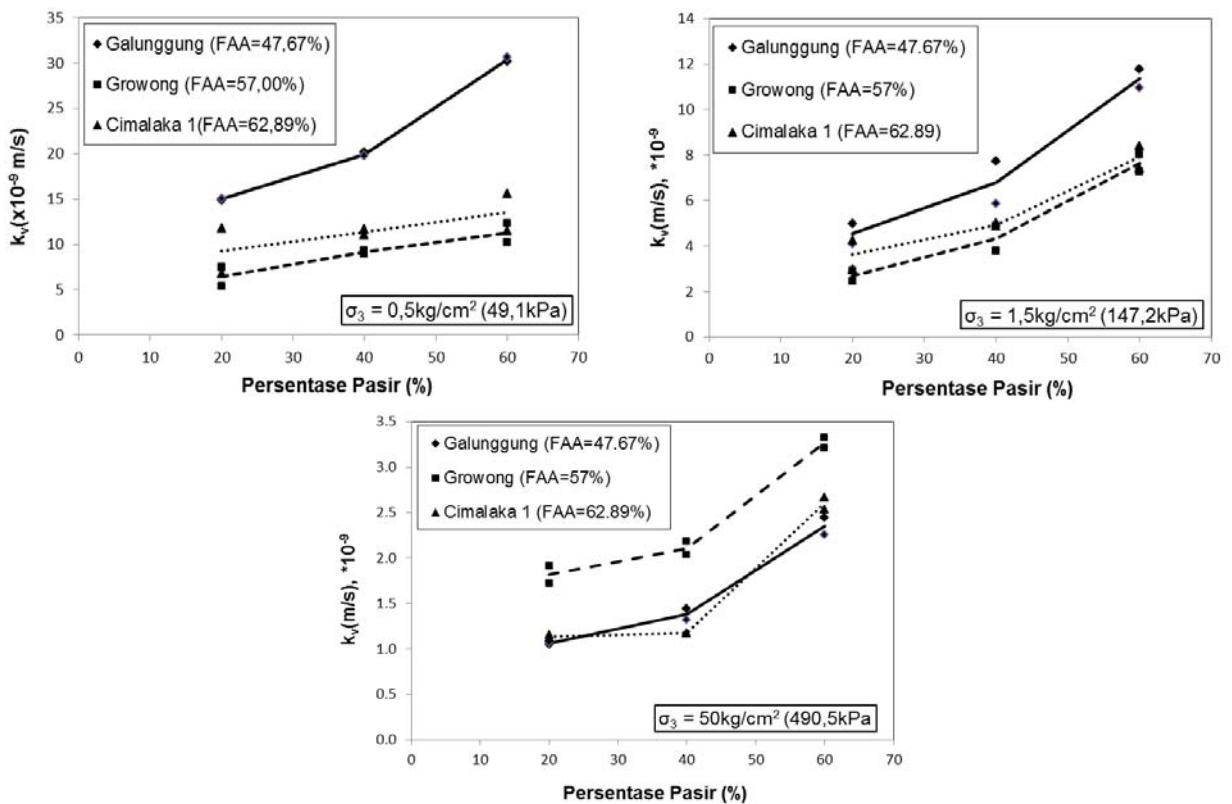 35
30
25
20
15
10
5
0
k_v(x10⁻⁹ m/s)
Galunggung (FAA=47,67%)
Growong (FAA=57,00%)
Cimalaka 1(FAA=62,89%)
σ₃ = 0,5kg/cm² (49,1kPa)
0 10 20 30 40 50 60 70
Persentase Pasir (%)
14
12
10
8
6
4
2
0
k_v(m/s), *10⁻⁹
Galunggung (FAA=47.67%)
Growong (FAA=57%)
Cimalaka 1 (FAA=62.89)
σ₃ = 1,5kg/cm² (147,2kPa)
0 10 20 30 40 50 60 70
Persentase Pasir (%)
3.5
3.0
2.5
2.0
1.5
1.0
0.5
0.0
k_v(m/s), *10⁻⁹
Galunggung (FAA=47.67%)
Growong (FAA=57%)
Cimalaka 1 (FAA=62.89%)
σ₃ = 50kg/cm² (490,5kPa
0 10 20 30 40 50 60 70
Persentase Pasir (%)